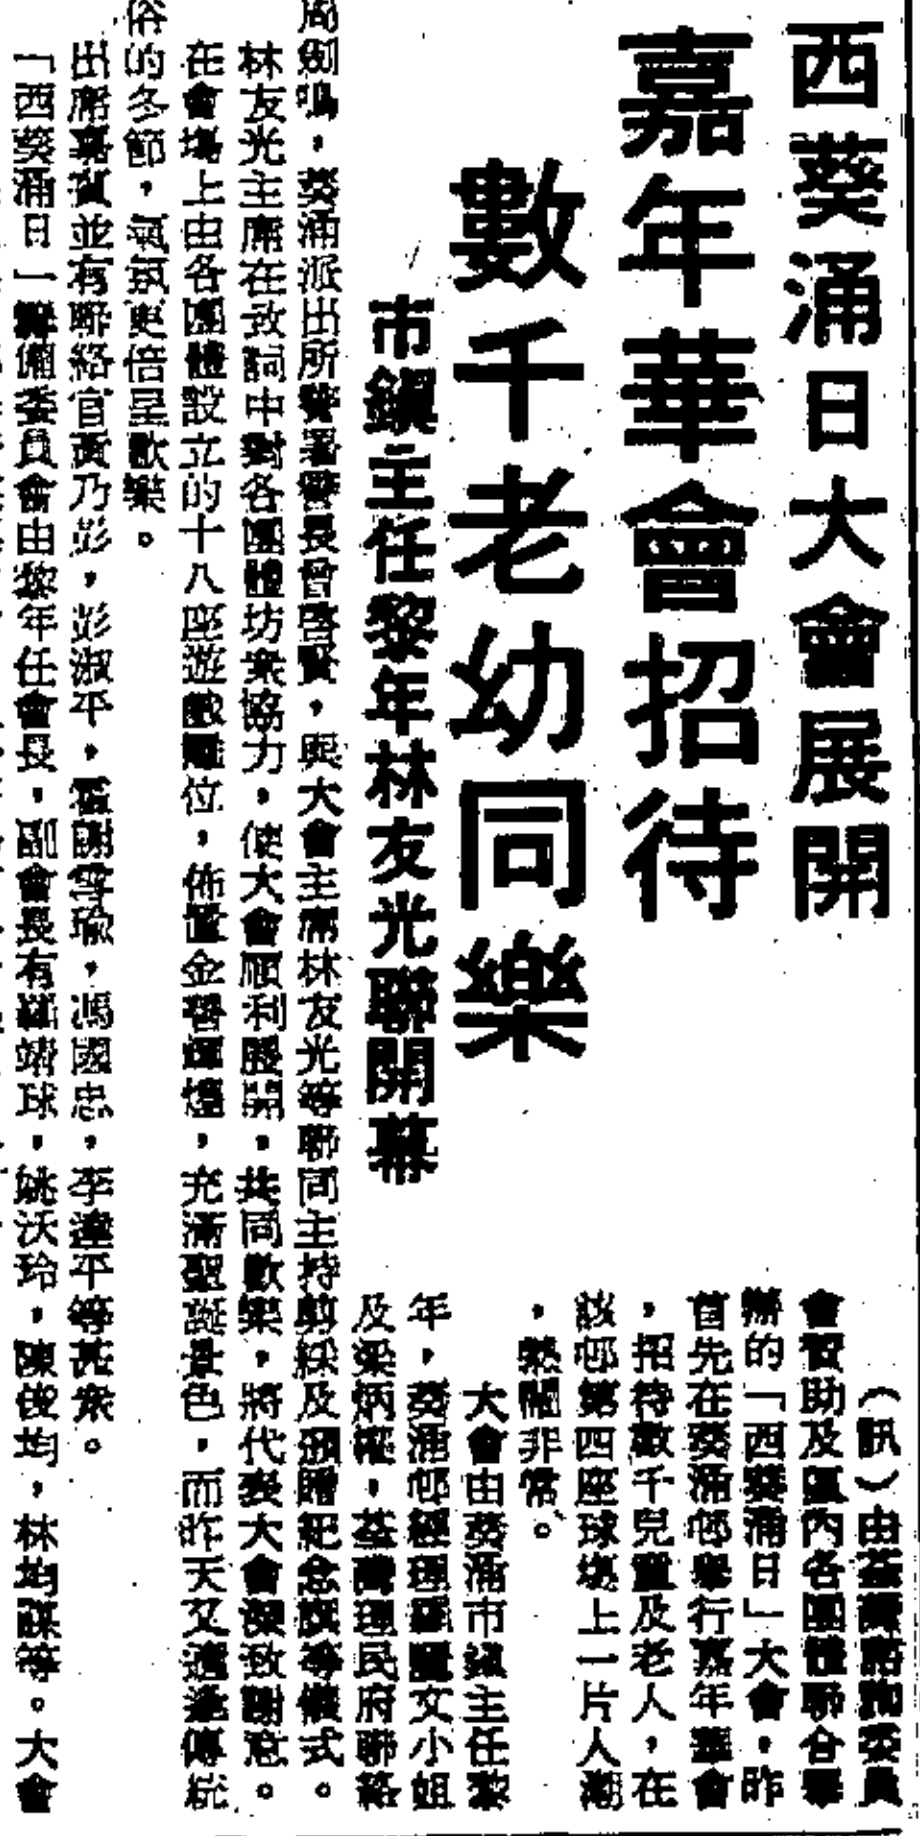 西葵涌日大會展開
嘉年華會招待
數千老幼同樂
市鎮主任黎年林友光聯開幕
（訊）由荃灣諮詢委員
會資助及區內各團體聯合舉
辦的「西葵涌日」大會，昨
首先在葵涌邨舉行嘉年華會
，招待數千兒童及老人，在
該邨第四座球場上一片人潮
，熱鬧非常。
大會由葵涌市鎮主任黎
年，葵涌邨經理羅麗文小姐
及梁炳權，荃灣理民府聯絡
周劍鳴，葵涌派出所警署署長曾啓賢，與大會主席林友光等聯同主持剪綵及頒贈紀念旗等儀式。
林友光主席在致詞中對各團體坊衆協力，使大會順利展開，共同歡樂，將代表大會深致謝意。
在會場上由各團體設立的十八座遊戲攤位，佈置金碧輝煌，充滿聖誕景色，而昨天又適逢傳統
俗的冬節，氣氛更倍呈歡樂。
出席嘉賓並有聯絡官黃乃彭，彭淑平，雷謝雪瑜，馮國忠，李達平等甚衆。
「西葵涌日」籌備委員會由黎年任會長，副會長有羅靖球，姚沃玲，陳俊均，林均謀等。大會